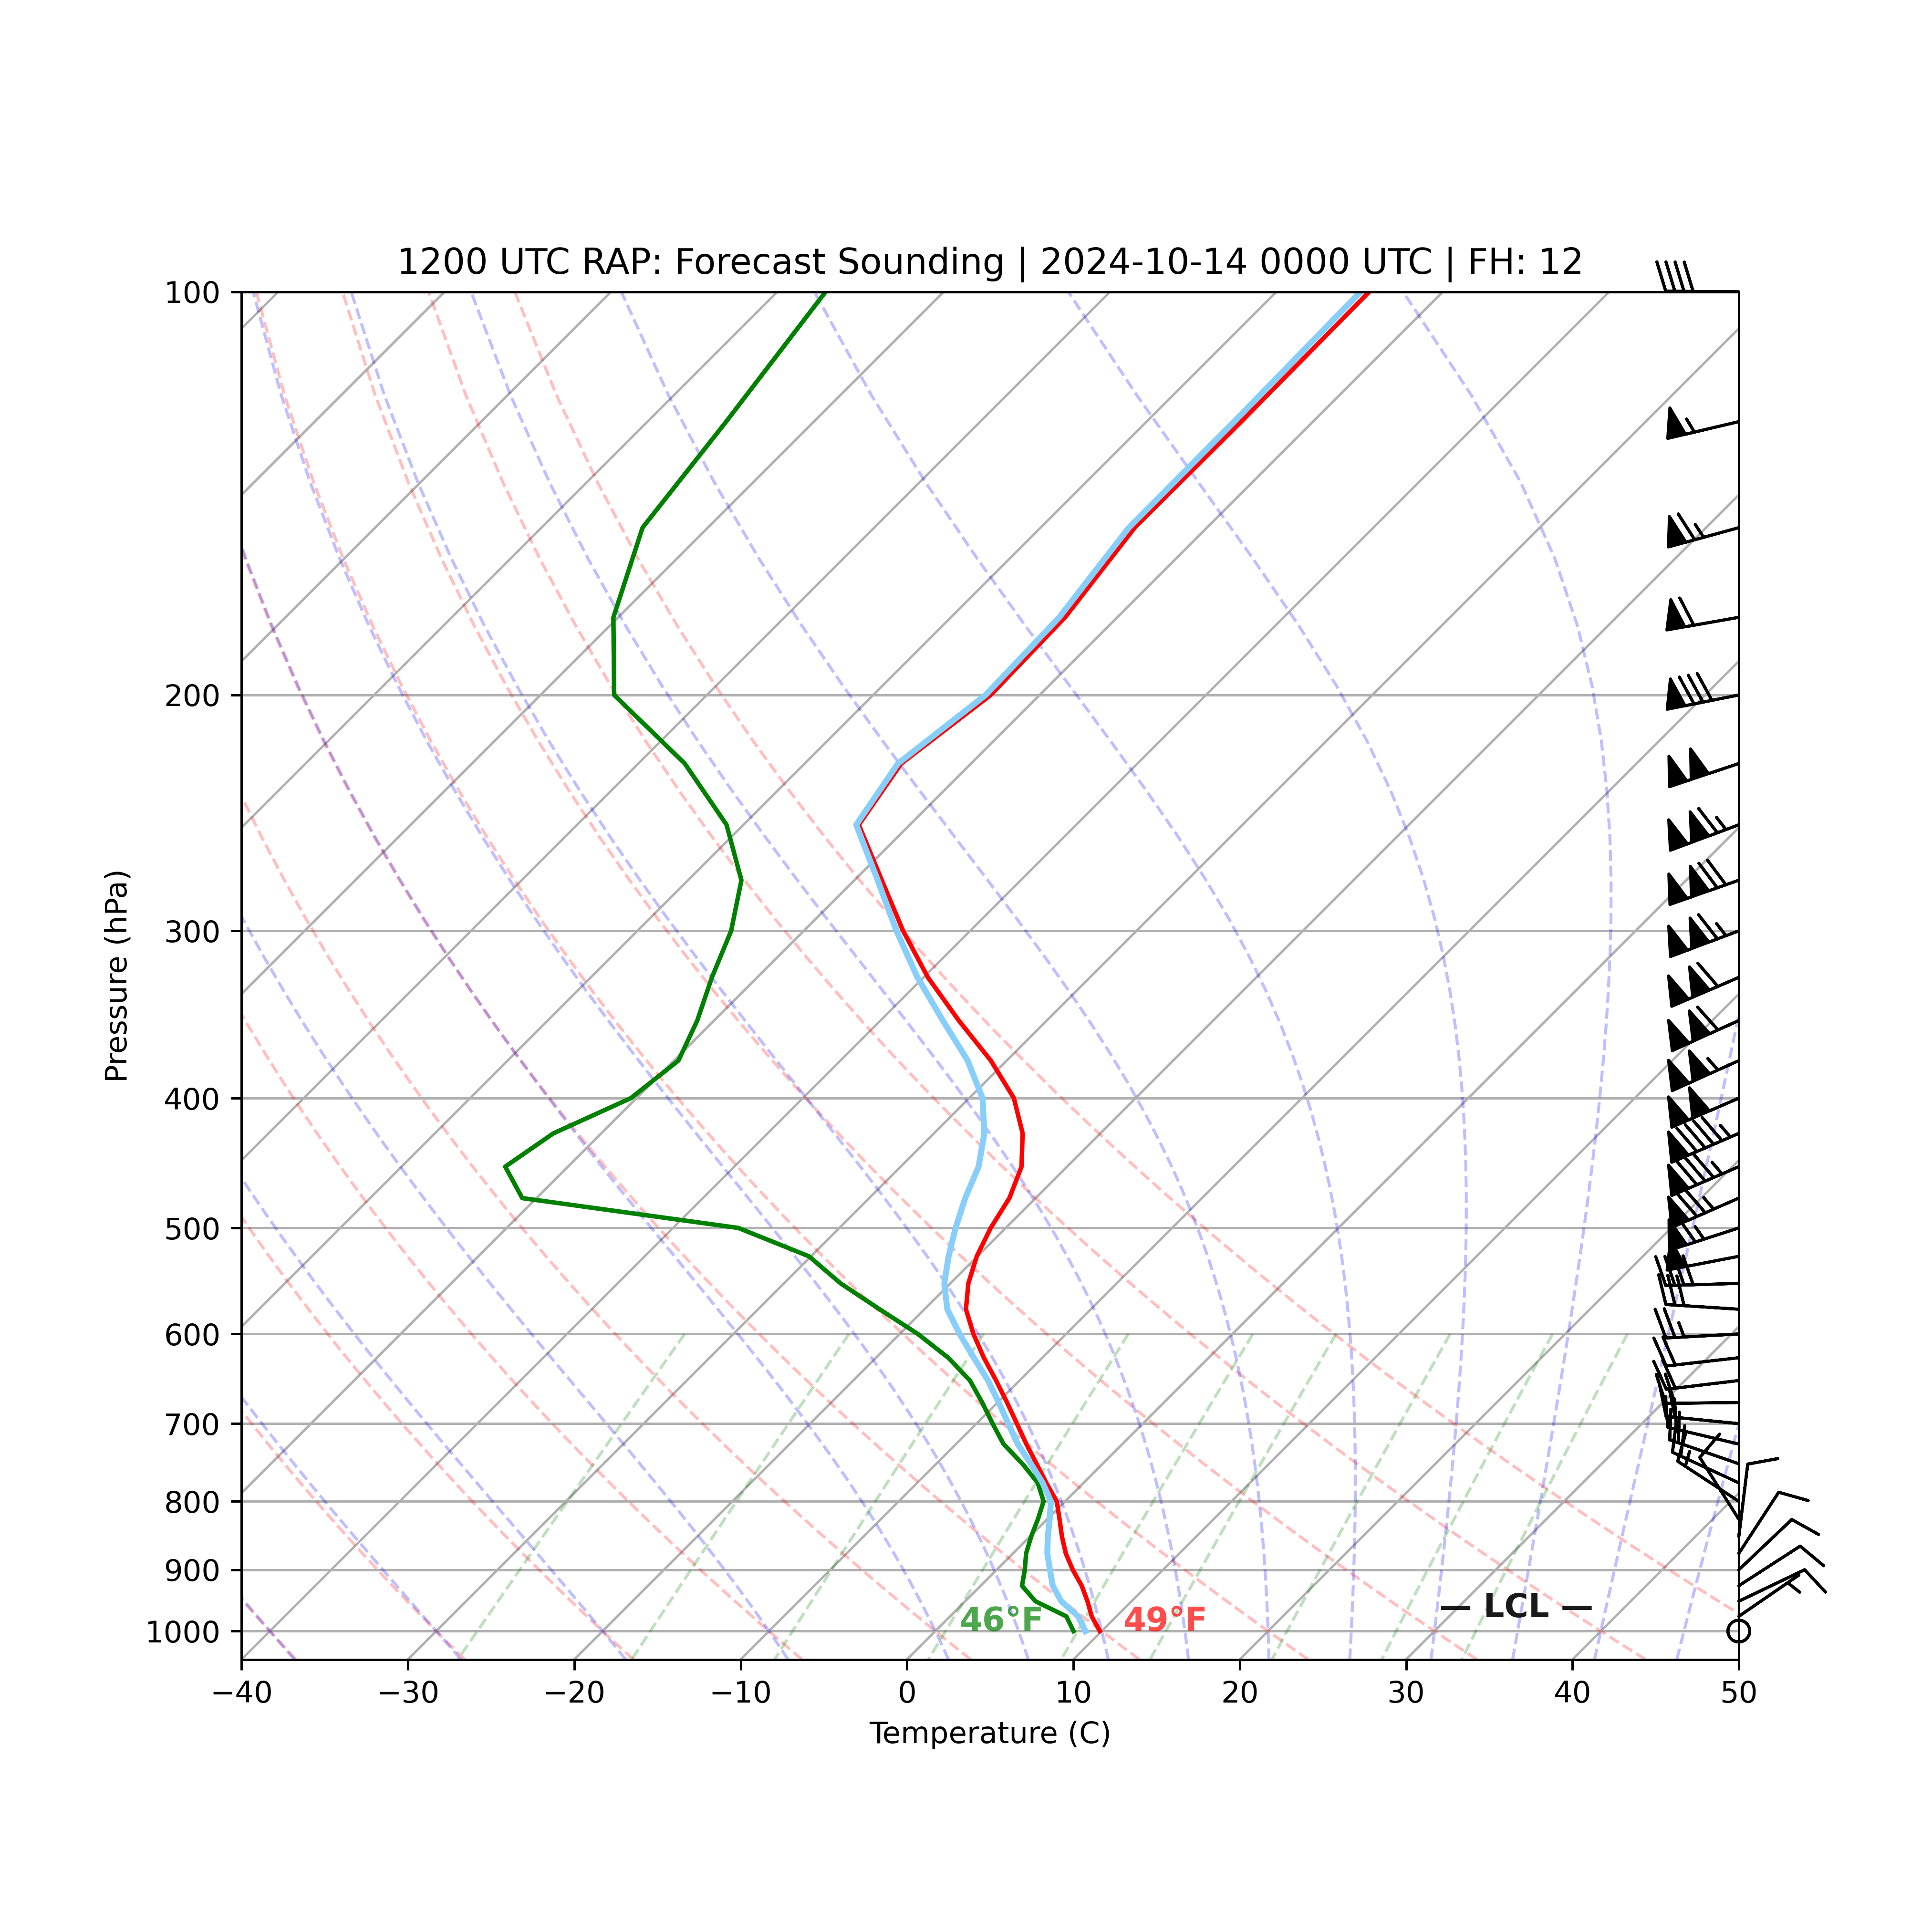 1200 UTC RAP: Forecast Sounding | 2024-10-14 0000 UTC | FH: 12
100
200
300
400
500
600
700
800
900
1000
Pressure (hPa)
46°F
49°F
— LCL —
−40 −30 −20 −10 0 10 20 30 40 50
Temperature (C)